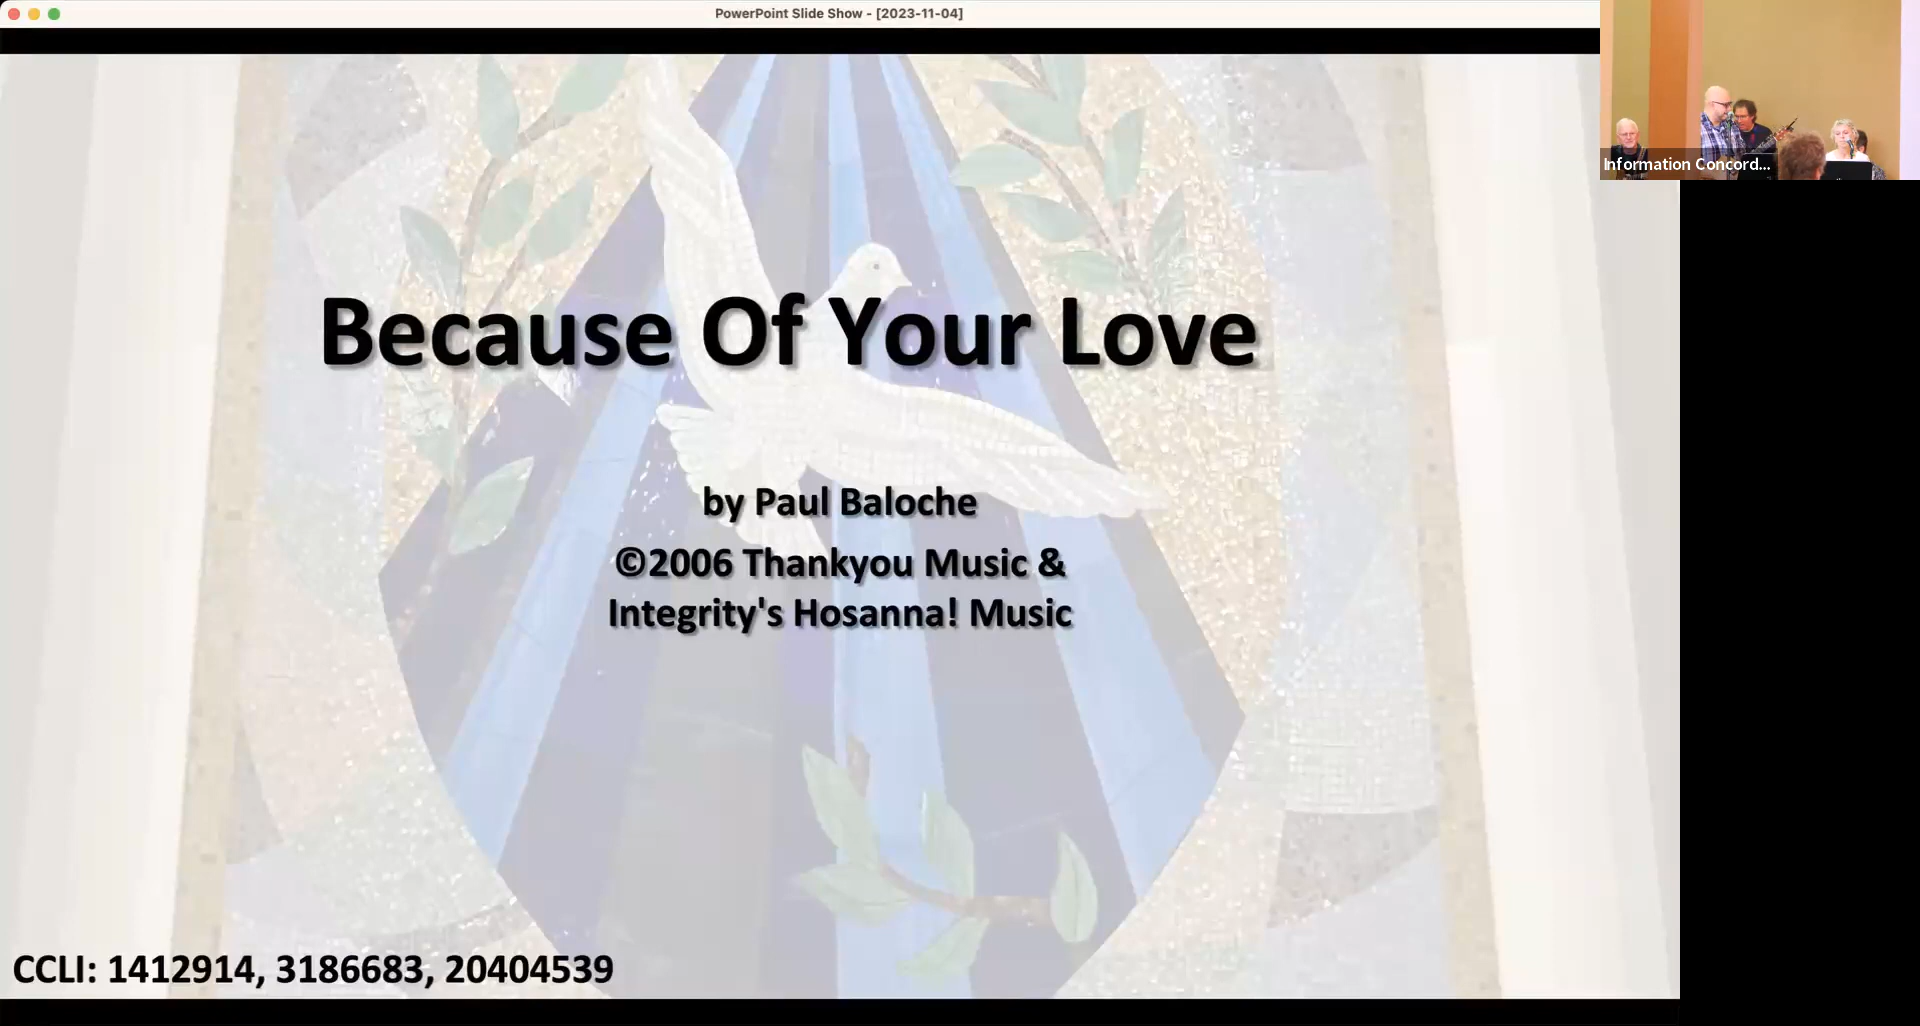 PowerPoint Slide Show - [2023-11-04]
Information Concord...
Because Of Your Love
by Paul Baloche
©2006 Thankyou Music &
Integrity's Hosanna! Music
CCLI: 1412914, 3186683, 20404539